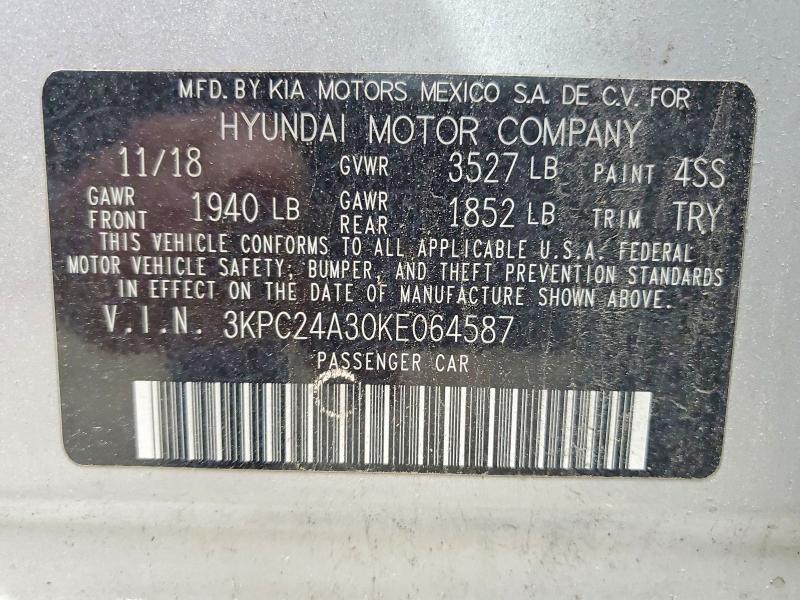 MFD. BY KIA MOTORS MEXICO S.A. DE C.V. FOR
HYUNDAI MOTOR COMPANY
11/18 GVWR 3527 LB PAINT 4SS
GAWR FRONT 1940 LB GAWR REAR 1852 LB TRIM TRY
THIS VEHICLE CONFORMS TO ALL APPLICABLE U.S.A. FEDERAL
MOTOR VEHICLE SAFETY, BUMPER, AND THEFT PREVENTION STANDARDS
IN EFFECT ON THE DATE OF MANUFACTURE SHOWN ABOVE.
V.I.N. 3KPC24A30KE064587
PASSENGER CAR